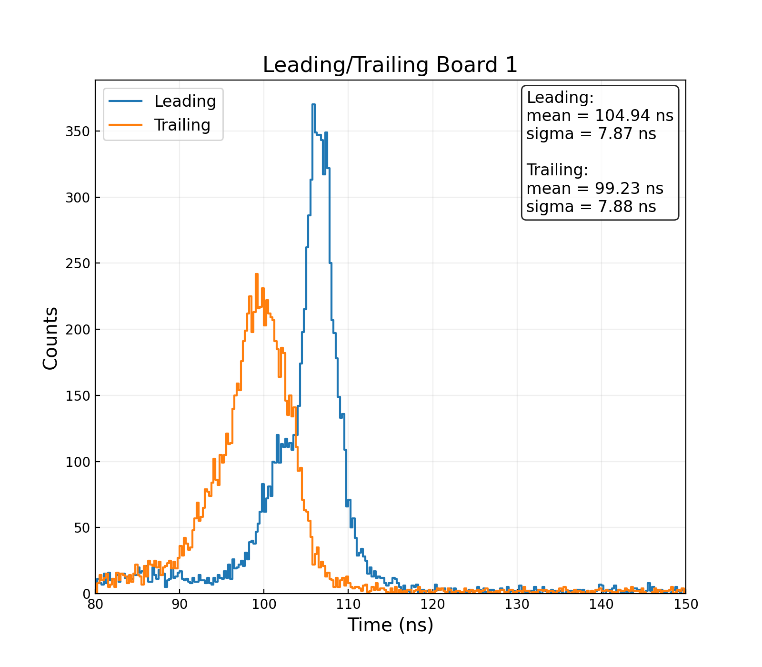 Leading/Trailing Board 1
Leading
Trailing
Leading:
mean = 104.94 ns
sigma = 7.87 ns
Trailing:
mean = 99.23 ns
sigma = 7.88 ns
Counts
350
300
250
200
150
100
50
0
80 90 100 110 120 130 140 150
Time (ns)